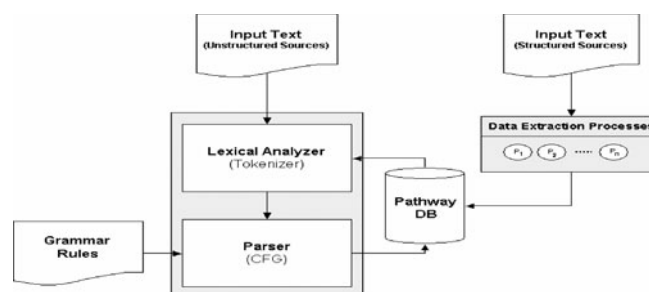 Input Text
(Unstructured Sources)
Input Text
(Structured Sources)
Data Extraction Processes
P1 P2 ..... Pn
Lexical Analyzer
(Tokenizer)
Pathway
DB
Grammar
Rules
Parser
(CFG)